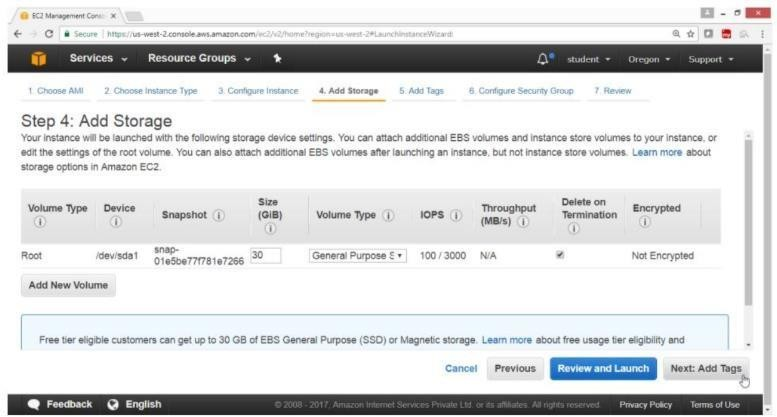 EC2 Management Conso
Secure | https://us-west-2.console.aws.amazon.com/ec2/v2/home?region=us-west-2#LaunchInstanceWizard:
Services Resource Groups student Oregon Support
1. Choose AMI 2. Choose Instance Type 3. Configure Instance 4. Add Storage 5. Add Tags 6. Configure Security Group 7. Review
Step 4: Add Storage
Your instance will be launched with the following storage device settings. You can attach additional EBS volumes and instance store volumes to your instance, or
edit the settings of the root volume. You can also attach additional EBS volumes after launching an instance, but not instance store volumes. Learn more about
storage options in Amazon EC2.
Volume Type Device Snapshot Size (GiB) Volume Type IOPS Throughput (MB/s) Delete on Termination Encrypted
Root /dev/sda1 snap-01e5be77f781e7266 30 General Purpose S 100 / 3000 N/A Not Encrypted
Add New Volume
Free tier eligible customers can get up to 30 GB of EBS General Purpose (SSD) or Magnetic storage. Learn more about free usage tier eligibility and
Cancel Previous Review and Launch Next: Add Tags
Feedback English © 2008 - 2017, Amazon Internet Services Private Ltd. or its affiliates. All rights reserved. Privacy Policy Terms of Use